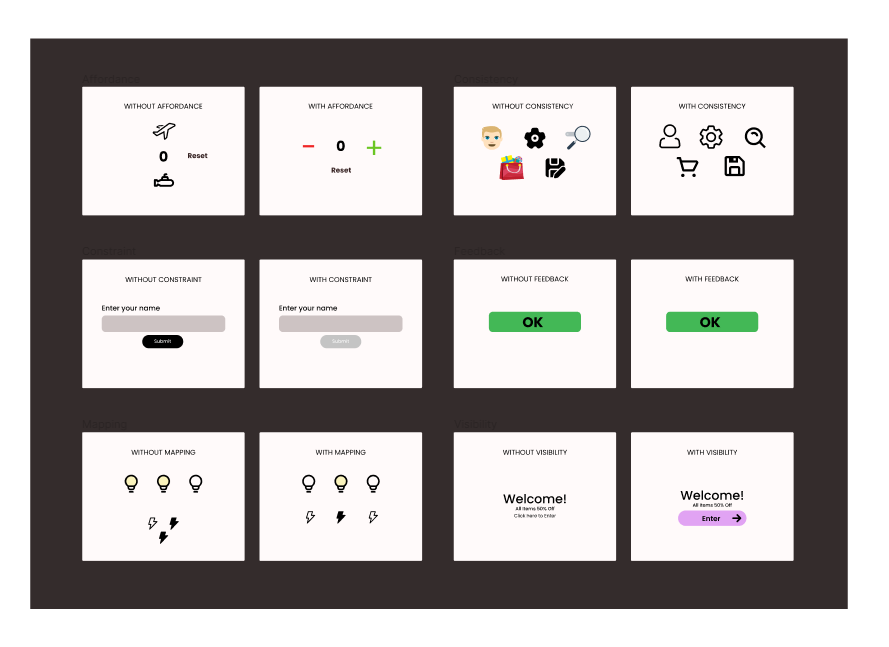 Affordance
WITHOUT AFFORDANCE
0
Reset
WITH AFFORDANCE
0
Reset
Consistency
WITHOUT CONSISTENCY
WITH CONSISTENCY
Constraint
WITHOUT CONSTRAINT
Enter your name
Submit
WITH CONSTRAINT
Enter your name
Submit
Feedback
WITHOUT FEEDBACK
OK
WITH FEEDBACK
OK
Mapping
WITHOUT MAPPING
WITH MAPPING
Visibility
WITHOUT VISIBILITY
Welcome!
All Items 50% Off
Click here to Enter
WITH VISIBILITY
Welcome!
All Items 50% Off
Enter